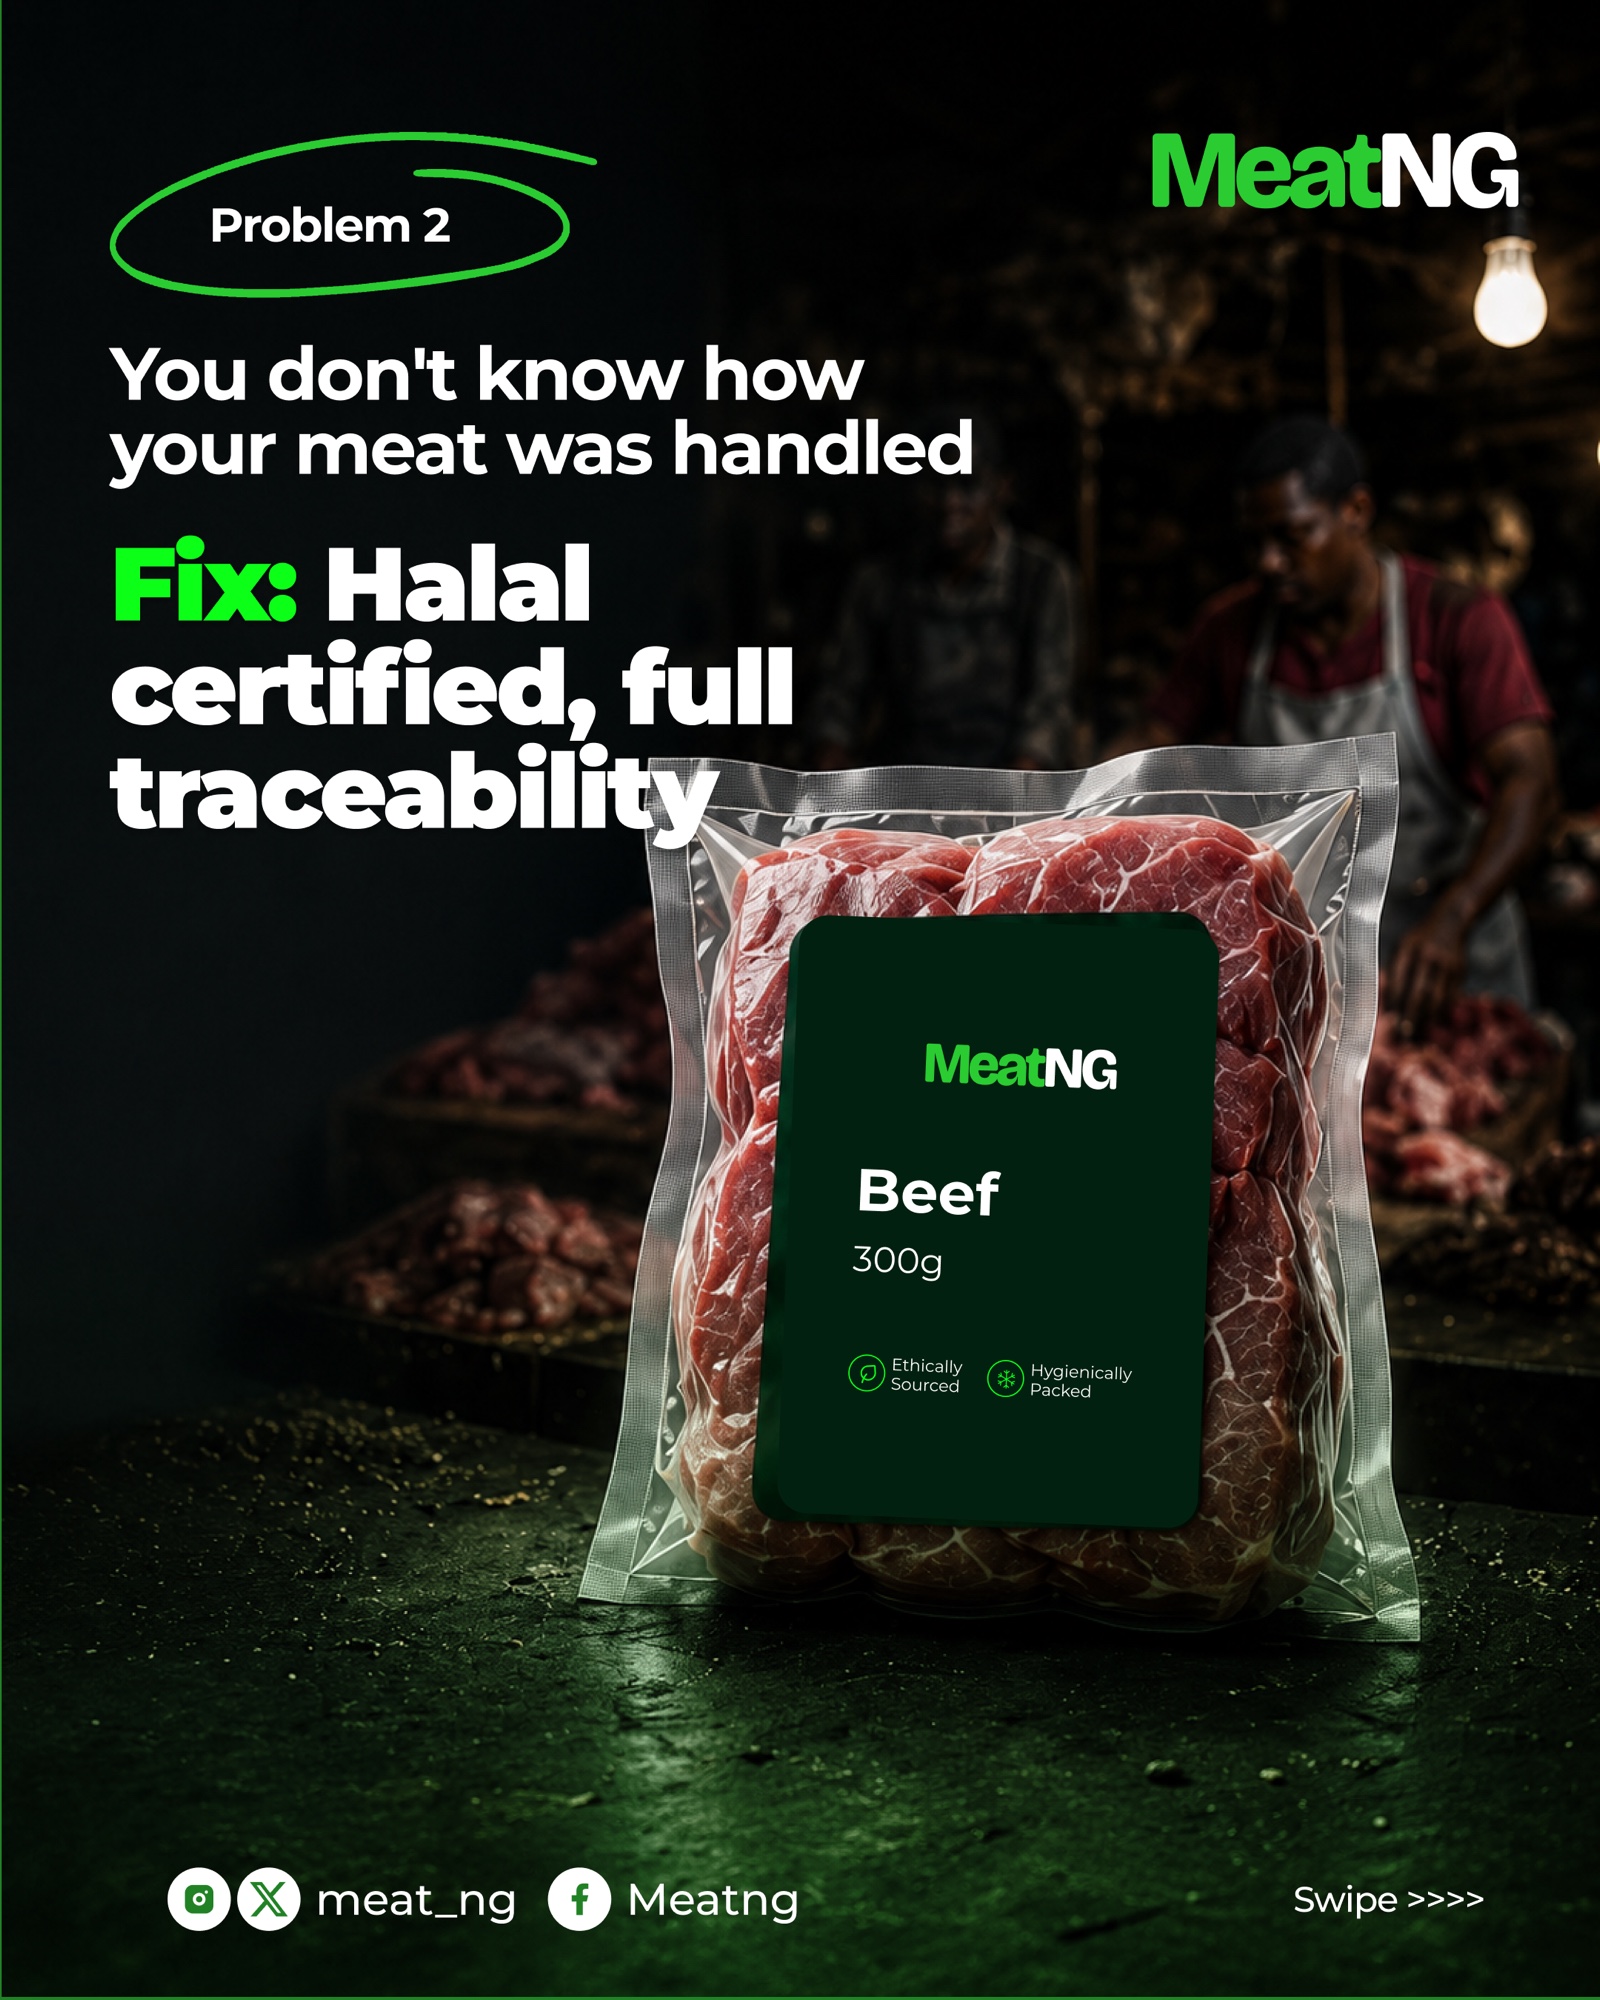 MeatNG
Problem 2
You don't know how
your meat was handled
Fix: Halal
certified, full
traceability
MeatNG
Beef
300g
Ethically
Sourced
Hygienically
Packed
meat_ng
Meatng
Swipe >>>>